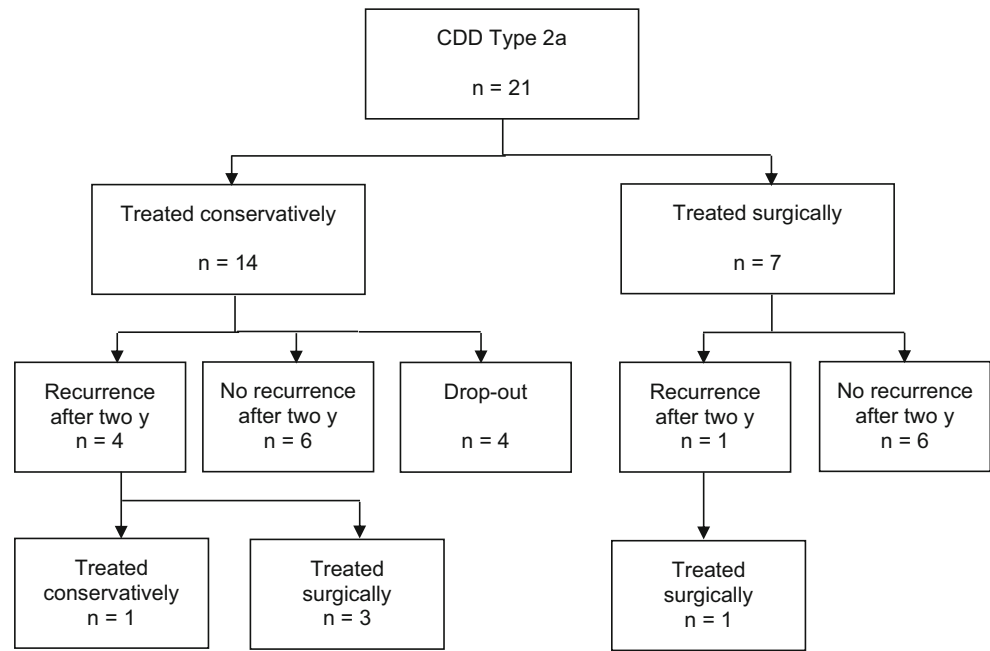 CDD Type 2a
n = 21
Treated conservatively
n = 14
Treated surgically
n = 7
Recurrence
after two y
n = 4
No recurrence
after two y
n = 6
Drop-out
n = 4
Recurrence
after two y
n = 1
No recurrence
after two y
n = 6
Treated
conservatively
n = 1
Treated
surgically
n = 3
Treated
surgically
n = 1